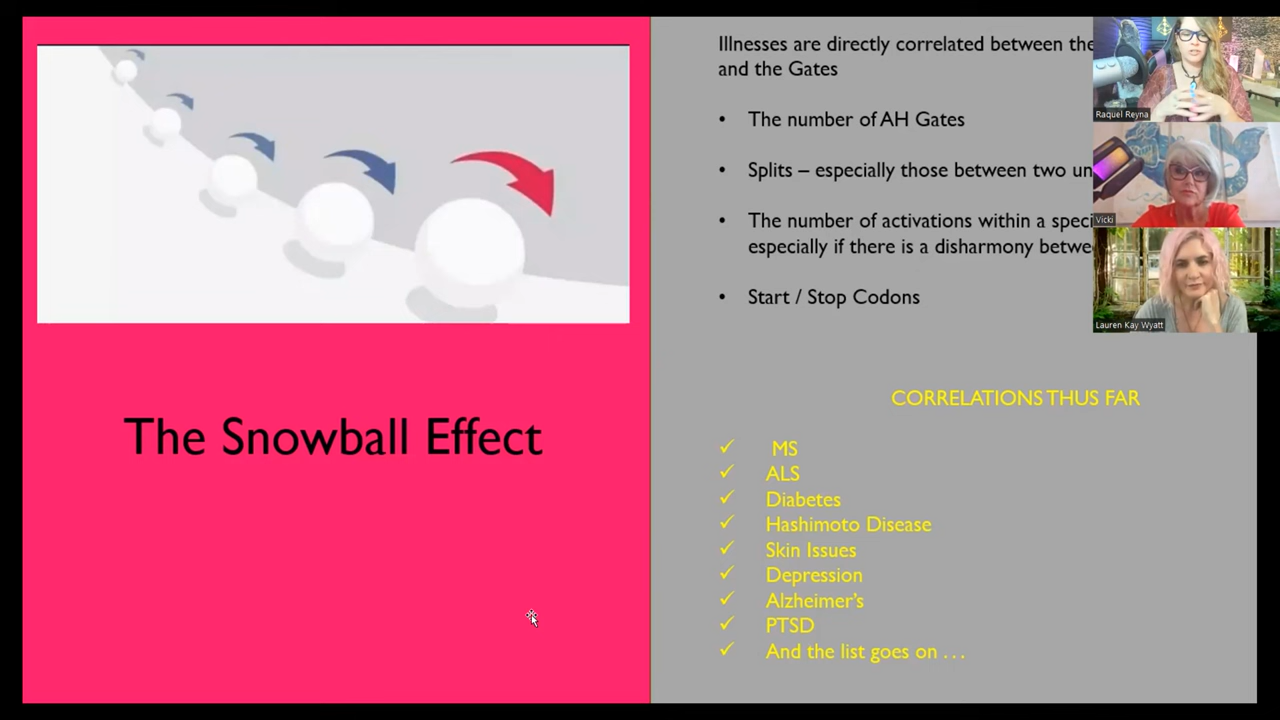 The Snowball Effect
Illnesses are directly correlated between the
and the Gates
• The number of AH Gates
• Splits – especially those between two
• The number of activations within a
especially if there is a disharmony
• Start / Stop Codons
CORRELATIONS THUS FAR
✓ MS
✓ ALS
✓ Diabetes
✓ Hashimoto Disease
✓ Skin Issues
✓ Depression
✓ Alzheimer's
✓ PTSD
✓ And the list goes on . . .
Raquel Reyna
Vicki
Lauren Kay Wyatt